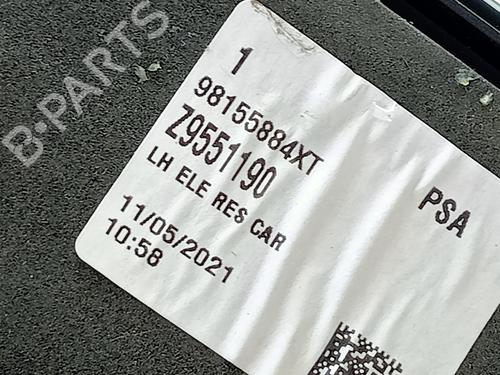 B-PARTS
1
98155884XT
Z9551190
LH ELE RES CAR
PSA
11/05/2021
10:58